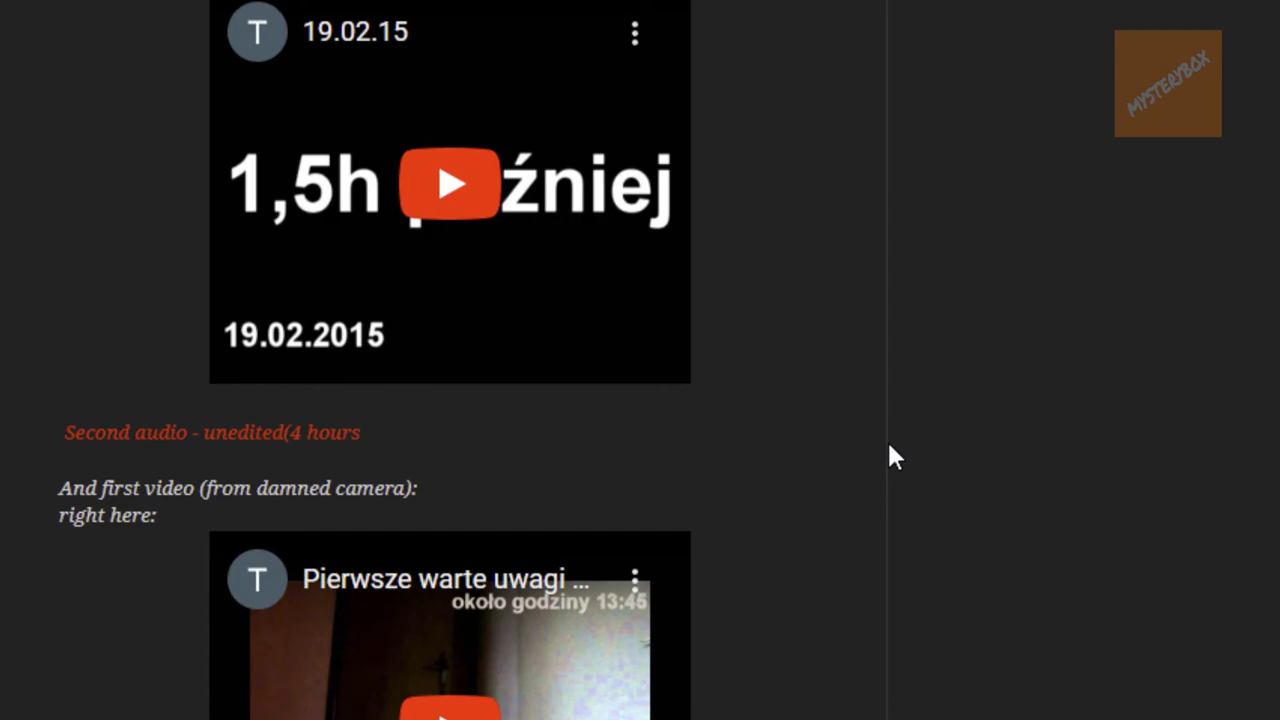 T
19.02.15
MYSTERYBOX
1,5h
19.02.2015
Second audio - unedited(4 hours
And first video (from damned camera):
right here:
T
Pierwsze warte uwagi ...
około godziny 13:45